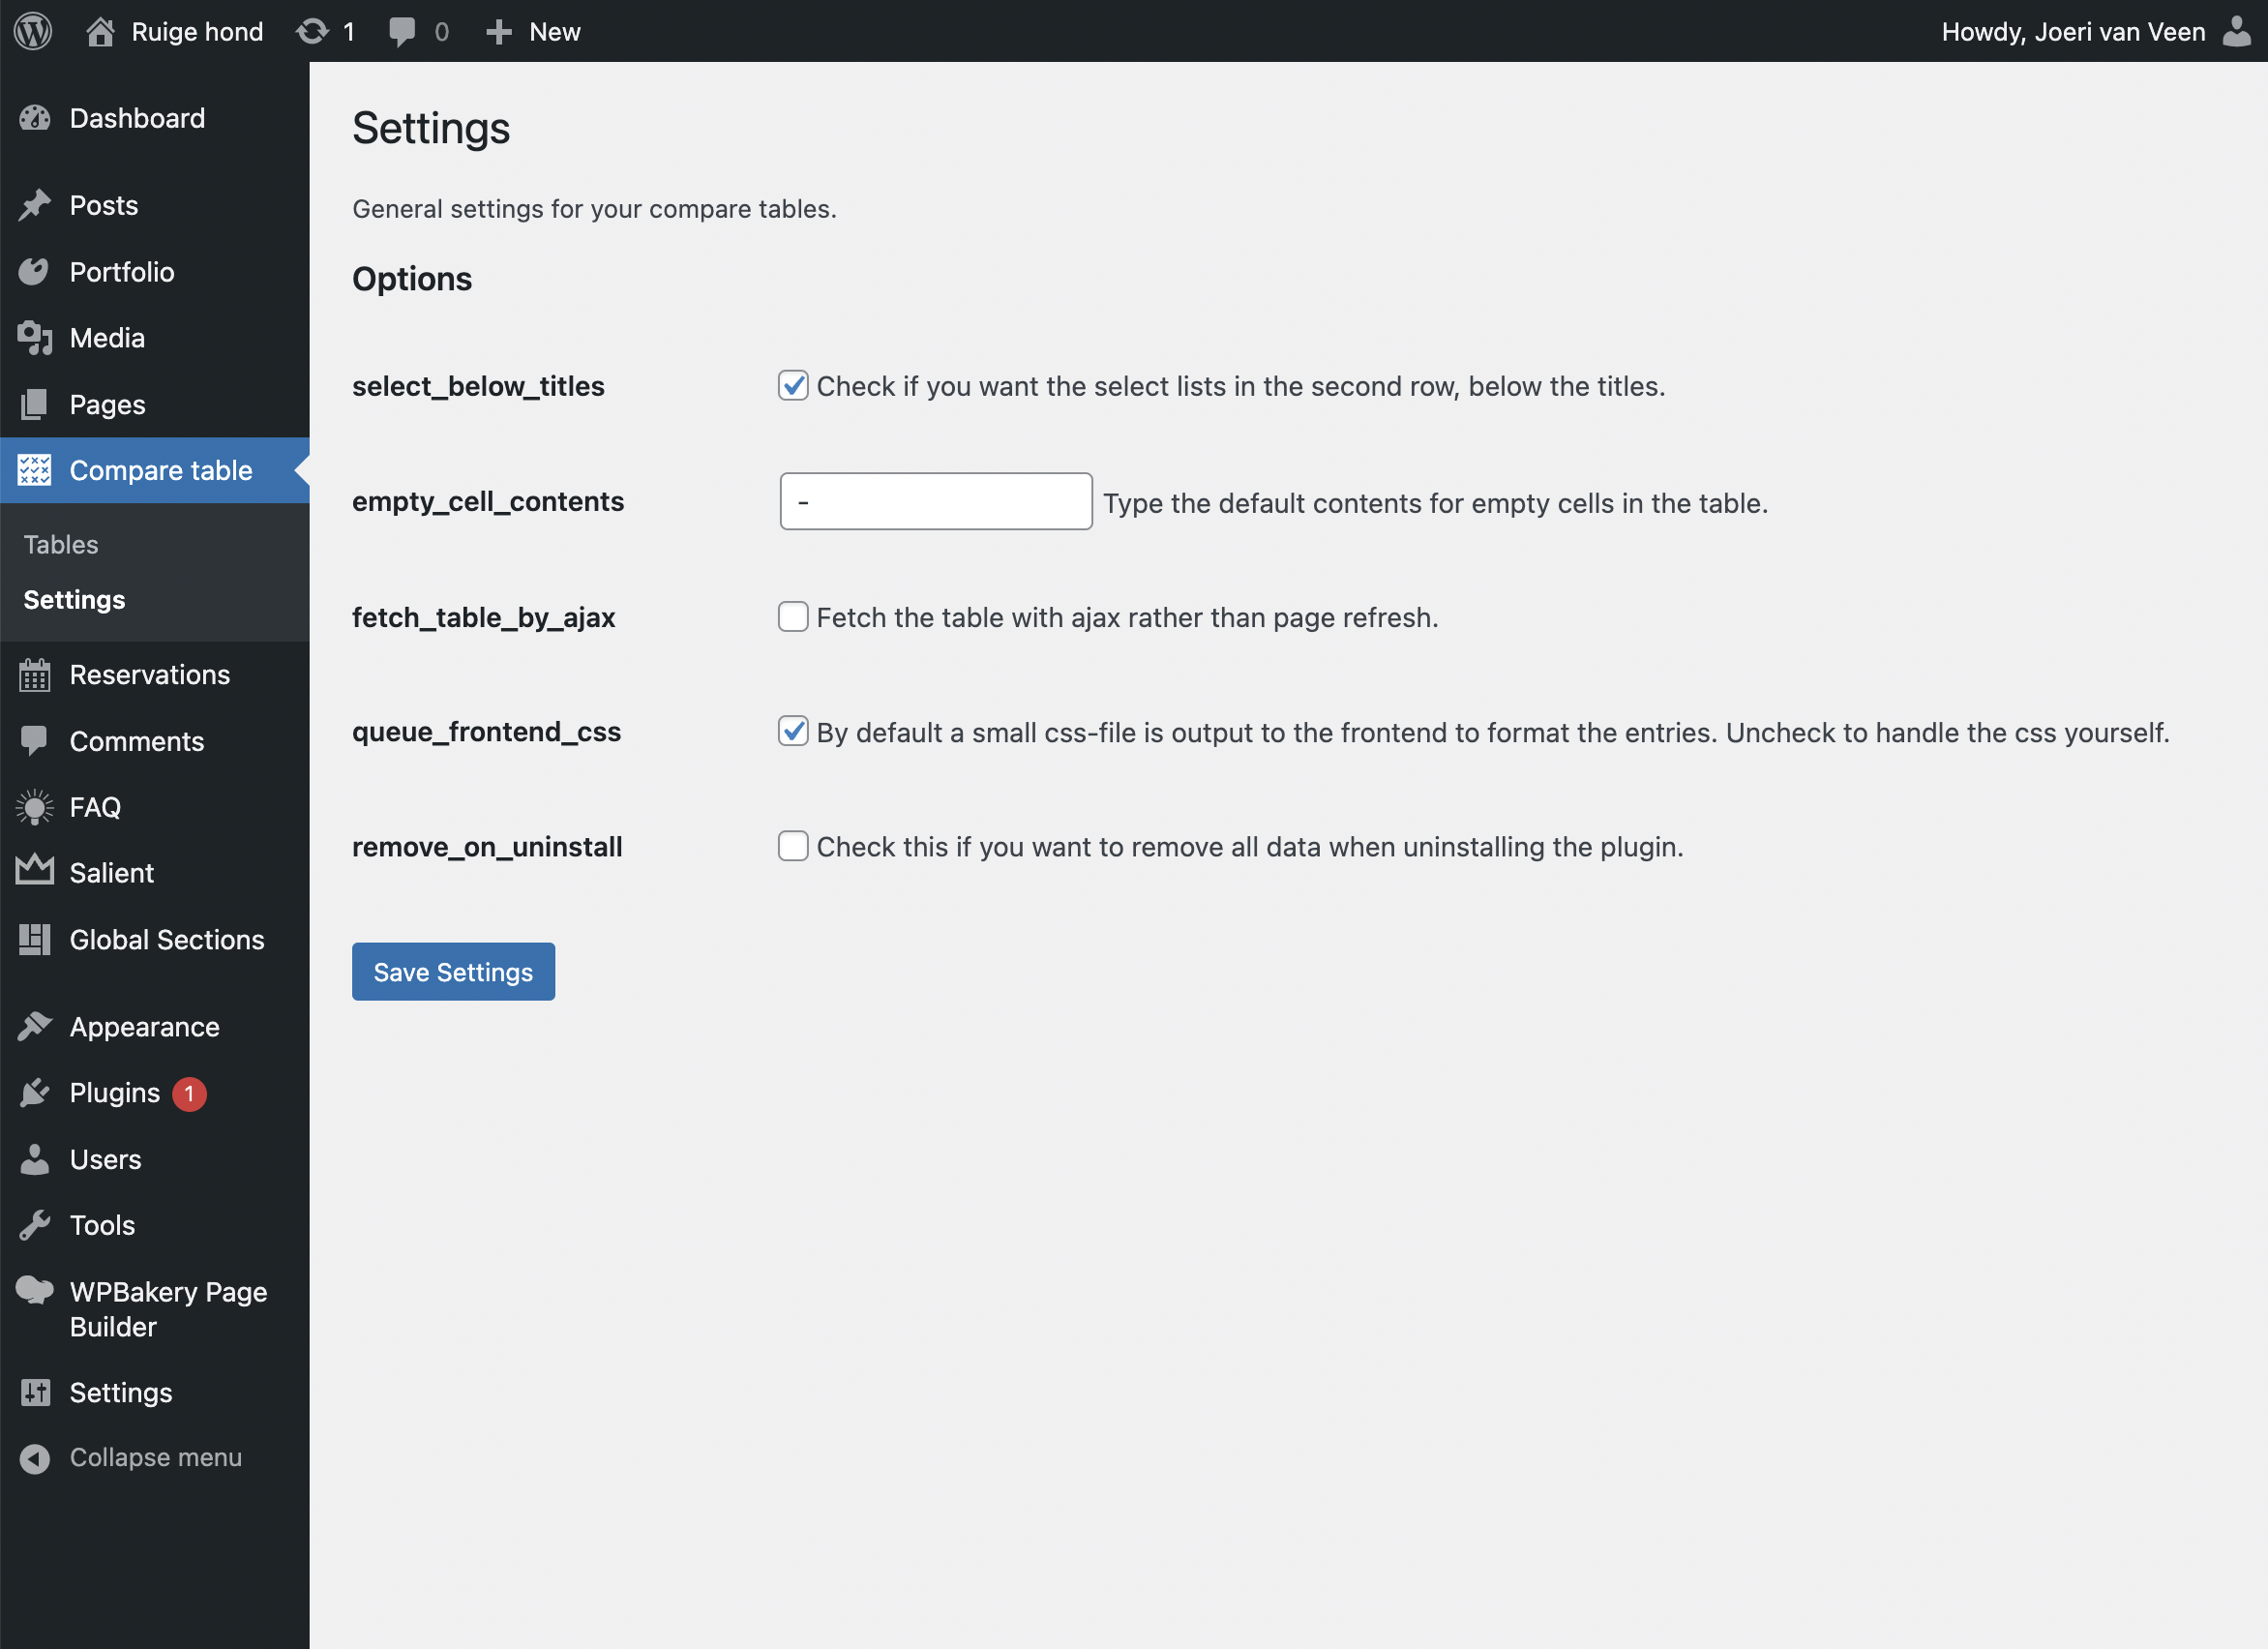 Ruige hond
1
0
New
Howdy, Joeri van Veen
Dashboard
Posts
Portfolio
Media
Pages
Compare table
Tables
Settings
Reservations
Comments
FAQ
Salient
Global Sections
Appearance
Plugins 1
Users
Tools
WPBakery Page
Builder
Settings
Collapse menu
Settings
General settings for your compare tables.
Options
select_below_titles
Check if you want the select lists in the second row, below the titles.
empty_cell_contents
-
Type the default contents for empty cells in the table.
fetch_table_by_ajax
Fetch the table with ajax rather than page refresh.
queue_frontend_css
By default a small css-file is output to the frontend to format the entries. Uncheck to handle the css yourself.
remove_on_uninstall
Check this if you want to remove all data when uninstalling the plugin.
Save Settings